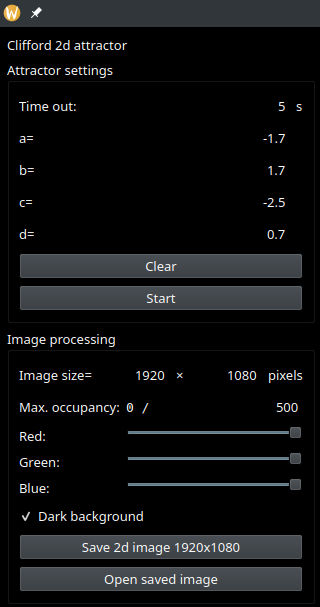 Clifford 2d attractor
Attractor settings
Time out: 5 s
a= -1.7
b= 1.7
c= -2.5
d= 0.7
Clear
Start
Image processing
Image size= 1920 × 1080 pixels
Max. occupancy: 0 / 500
Red:
Green:
Blue:
Dark background
Save 2d image 1920x1080
Open saved image